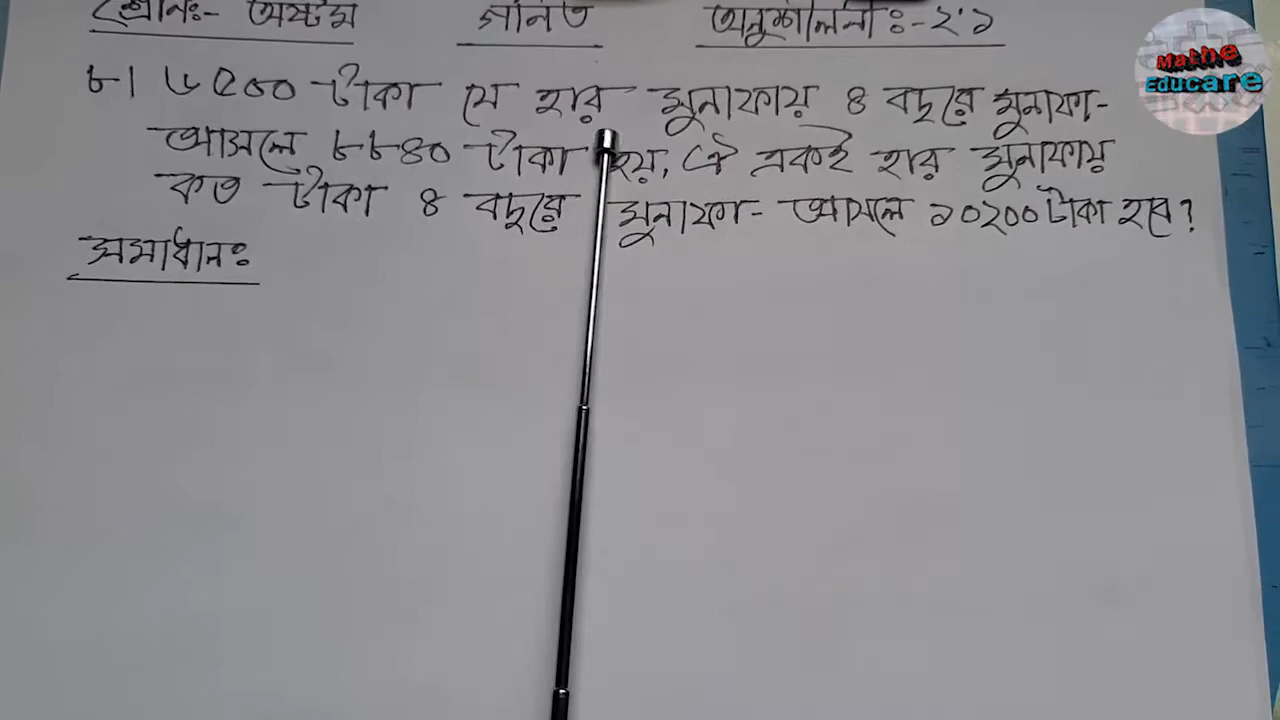 শ্রেনিঃ- অষ্টম গনিত অনুশীলনীঃ-২.১
Mathe
Educare
৮। ৬৫০০ টাকা যে হার মুনাফায় ৪ বছরে মুনাফা-
আসলে ৮৮৪০ টাকা হয়, ঐ একই হার মুনাফায়
কত টাকা ৪ বছরে মুনাফা- আসলে ১০২০০ টাকা হবে?
সমাধানঃ